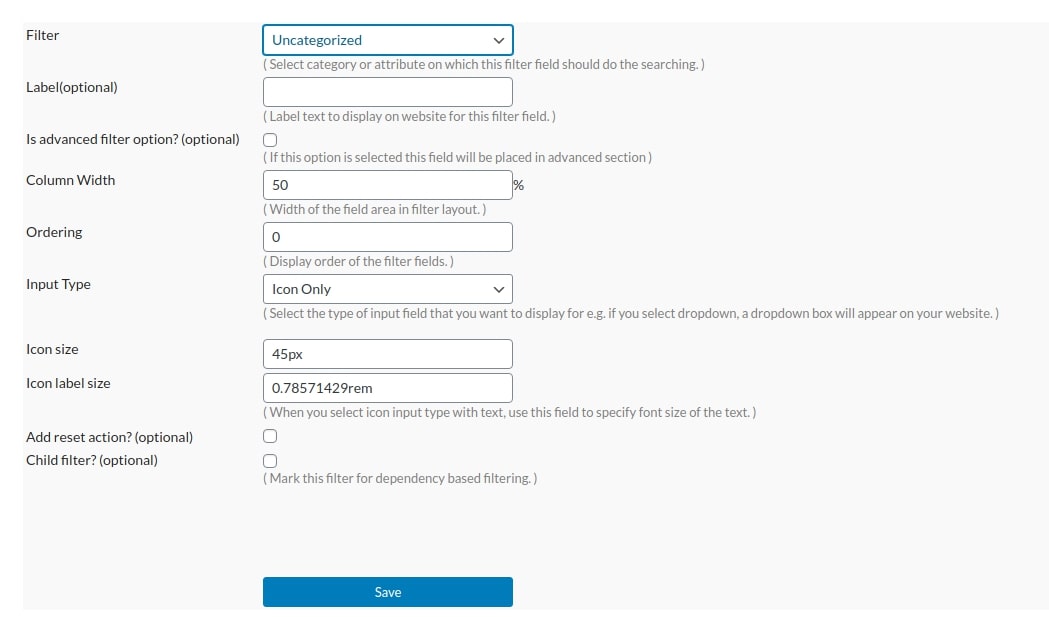 Filter
Uncategorized
( Select category or attribute on which this filter field should do the searching. )
Label(optional)
( Label text to display on website for this filter field. )
Is advanced filter option? (optional)
( If this option is selected this field will be placed in advanced section )
Column Width
50
%
( Width of the field area in filter layout. )
Ordering
0
( Display order of the filter fields. )
Input Type
Icon Only
( Select the type of input field that you want to display for e.g. if you select dropdown, a dropdown box will appear on your website. )
Icon size
45px
Icon label size
0.78571429rem
( When you select icon input type with text, use this field to specify font size of the text. )
Add reset action? (optional)
Child filter? (optional)
( Mark this filter for dependency based filtering. )
Save